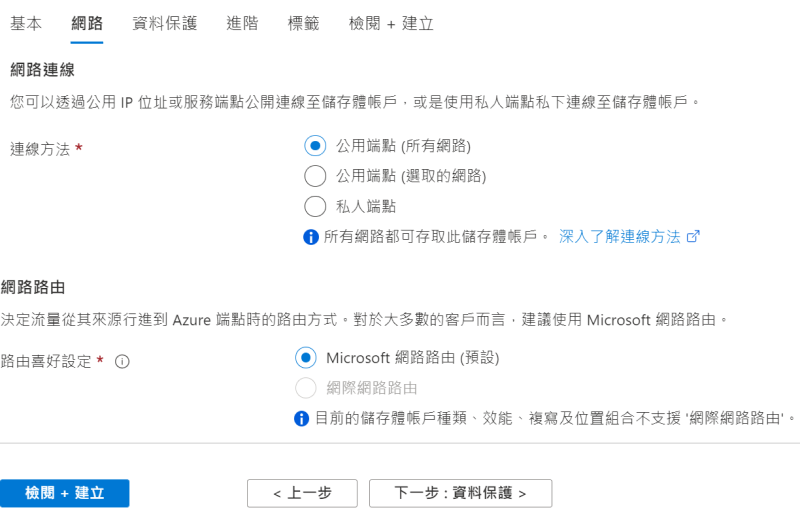 基本 網路 資料保護 進階 標籤 檢閱 + 建立
網路連線
您可以透過公用 IP 位址或服務端點公開連線至儲存體帳戶，或是使用私人端點私下連線至儲存體帳戶。
連線方法 *
公用端點 (所有網路)
公用端點 (選取的網路)
私人端點
所有網路都可存取此儲存體帳戶。 深入了解連線方法
網路路由
決定流量從其來源行進到 Azure 端點時的路由方式。對於大多數的客戶而言，建議使用 Microsoft 網路路由。
路由喜好設定 *
Microsoft 網路路由 (預設)
網際網路路由
目前的儲存體帳戶種類、效能、複寫及位置組合不支援 '網際網路路由'。
檢閱 + 建立 < 上一步 下一步 : 資料保護 >